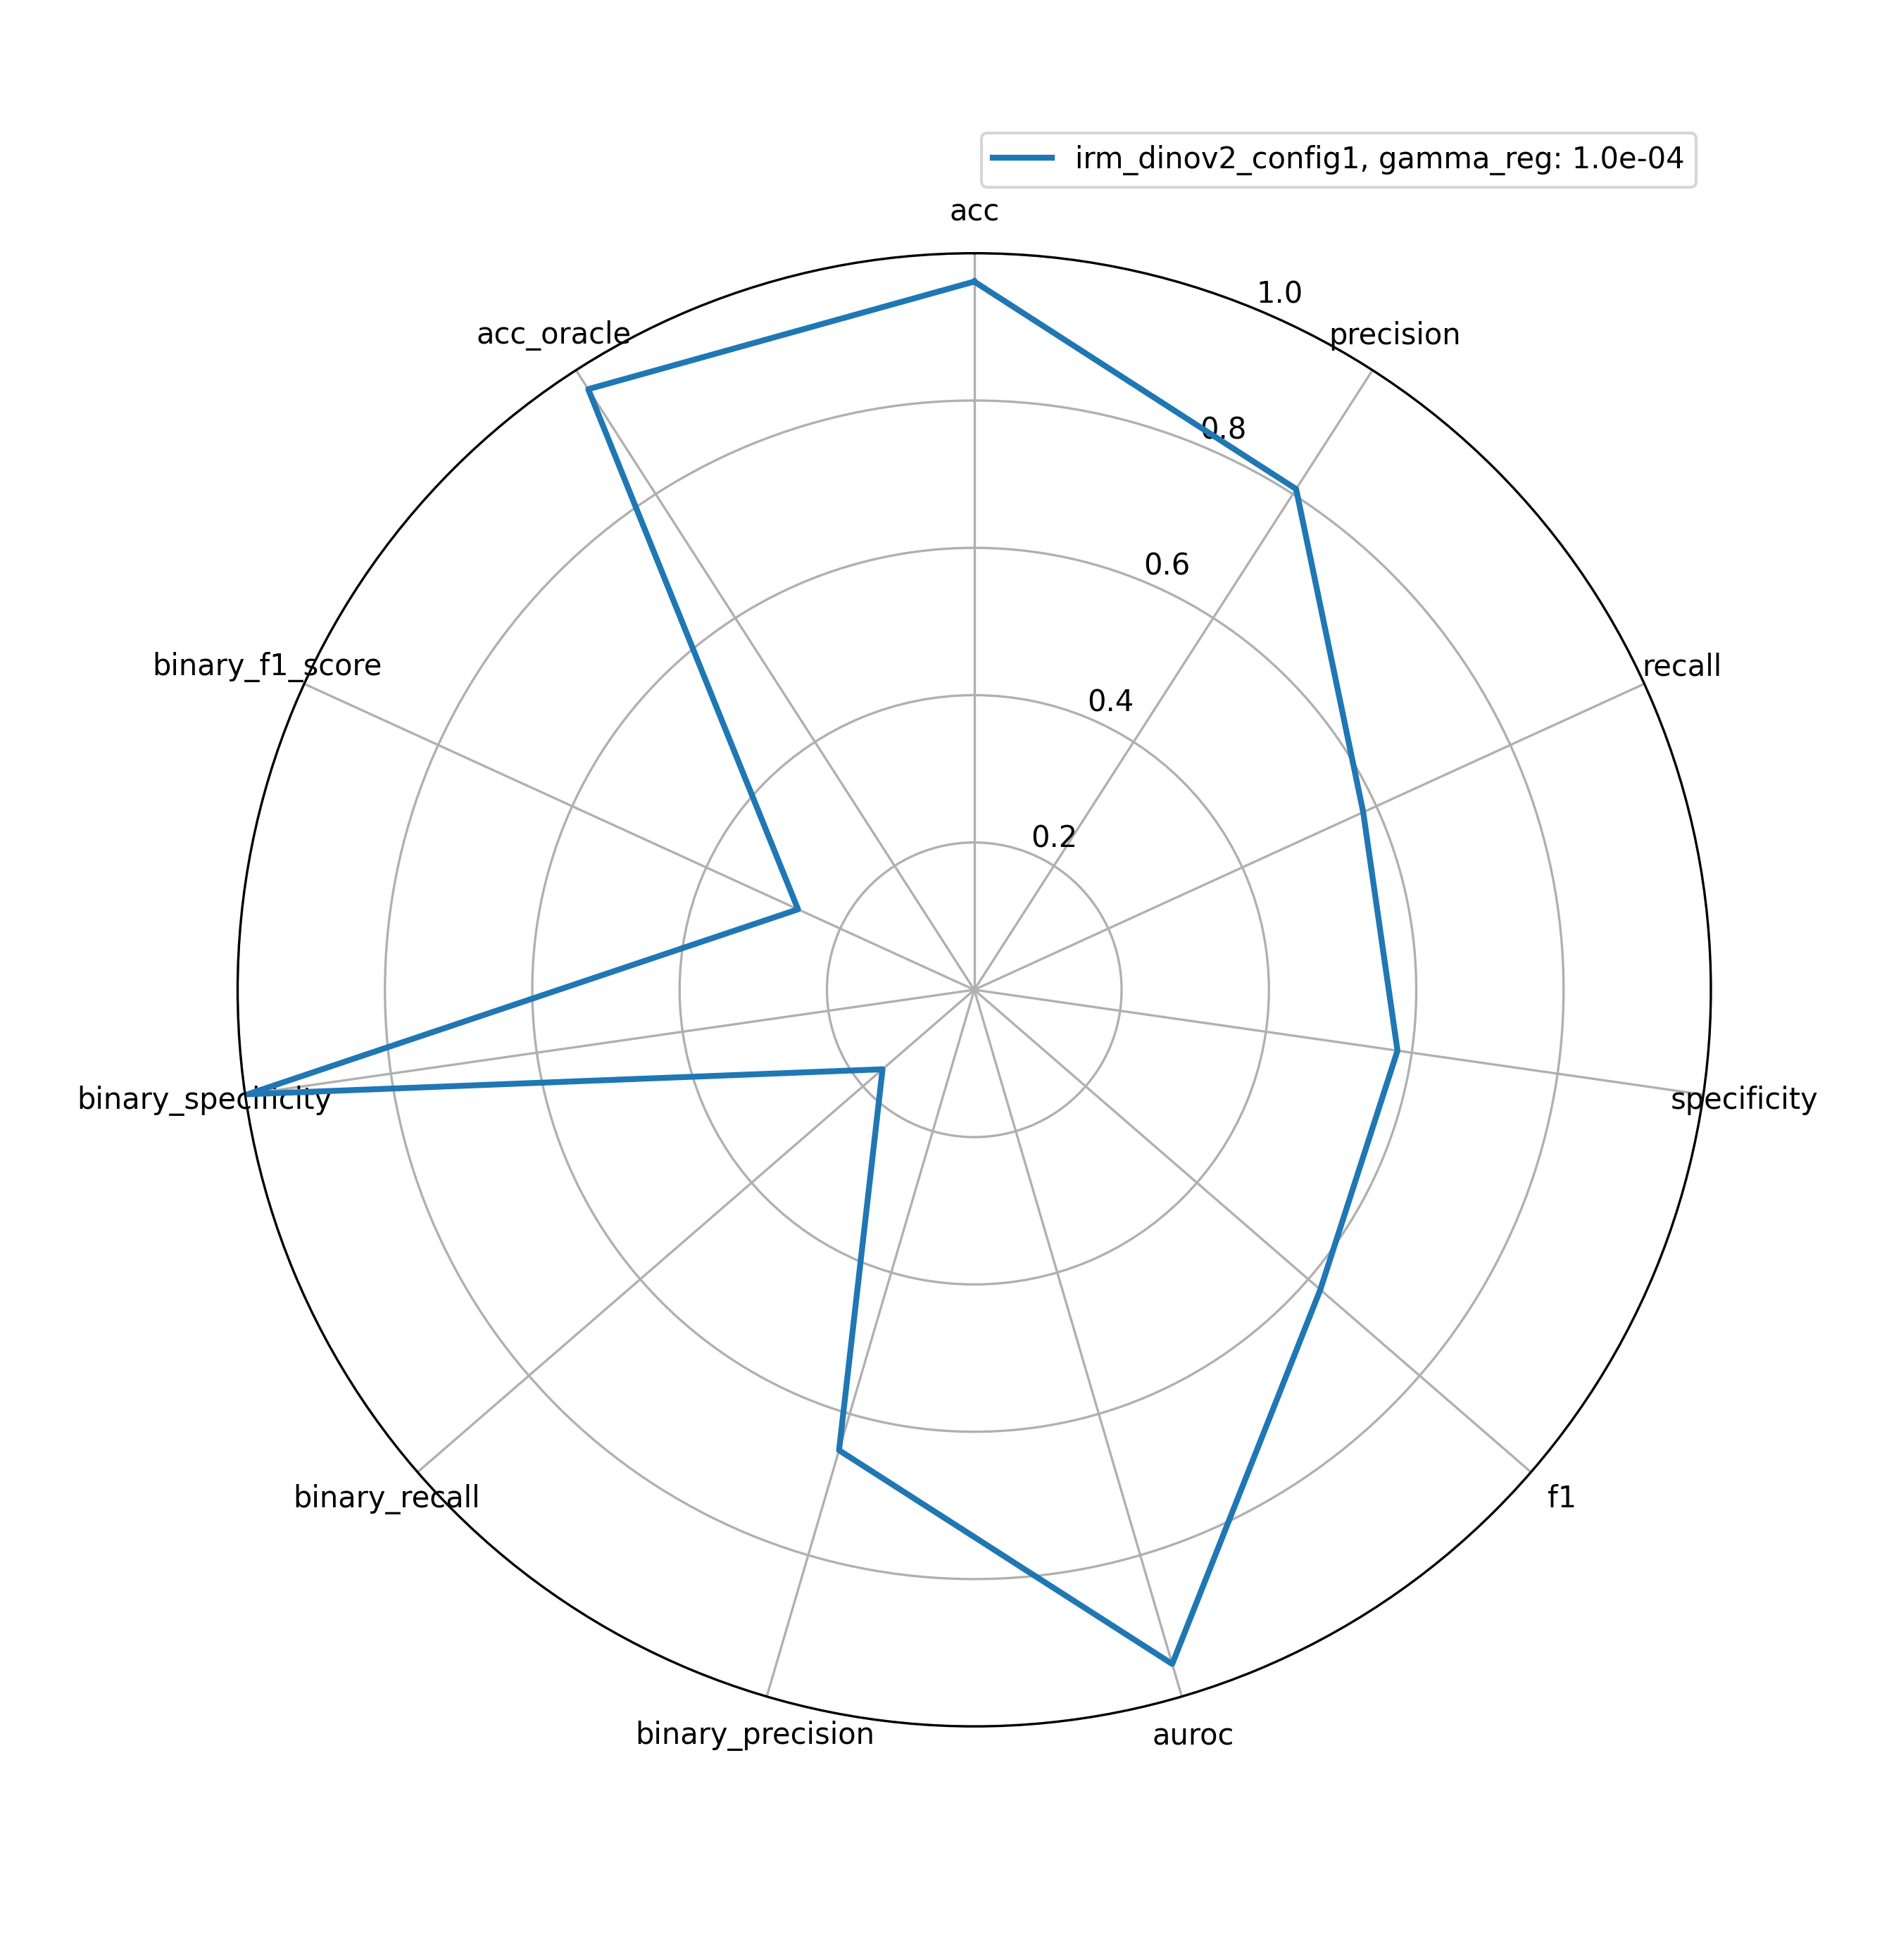 irm_dinov2_config1, gamma_reg: 1.0e-04
acc
1.0
acc_oracle
precision
0.8
0.6
binary_f1_score
recall
0.4
0.2
binary_specificity
specificity
binary_recall
f1
binary_precision
auroc